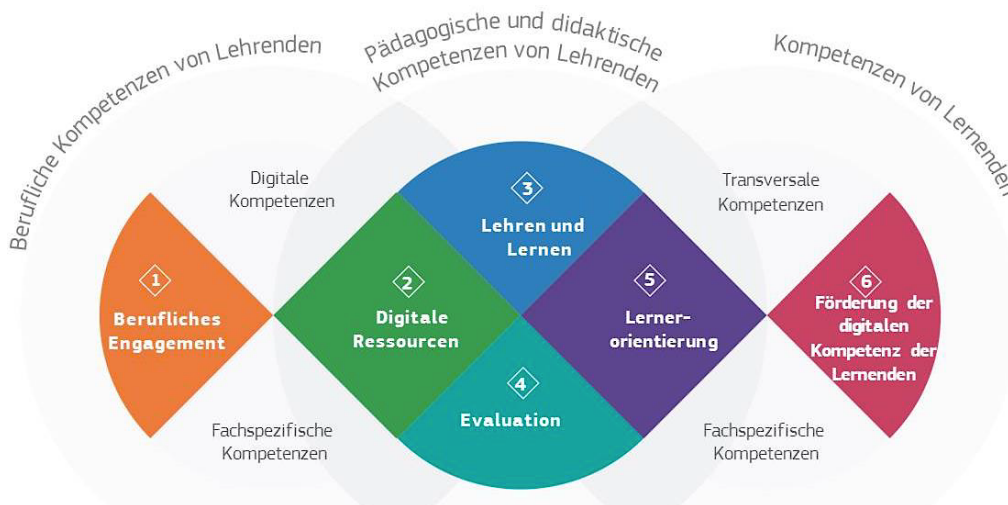 Berufliche Kompetenzen von Lehrenden
Pädagogische und didaktische
Kompetenzen von Lehrenden
Kompetenzen von Lernenden
Digitale
Kompetenzen
Transversale
Kompetenzen
1
Berufliches
Engagement
2
Digitale
Ressourcen
3
Lehren und
Lernen
4
Evaluation
5
Lerner-
orientierung
6
Förderung der
digitalen
Kompetenz der
Lernenden
Fachspezifische
Kompetenzen
Fachspezifische
Kompetenzen